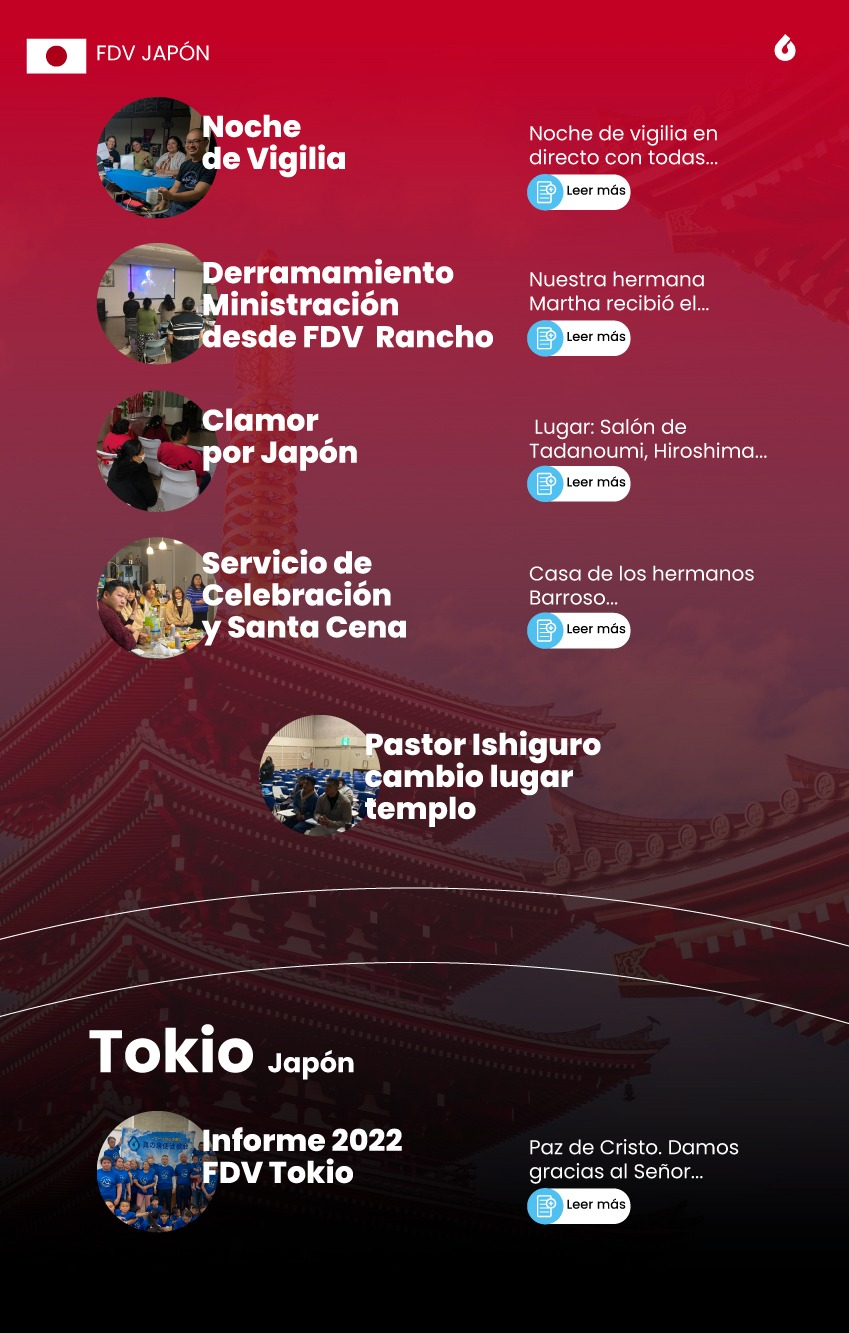 FDV JAPÓN
Noche
de Vigilia
Noche de vigilia en
directo con todas...
Leer más
Derramamiento
Ministración
desde FDV Rancho
Nuestra hermana
Martha recibió el...
Leer más
Clamor
por Japón
Lugar: Salón de
Tadanoumi, Hiroshima...
Leer más
Servicio de
Celebración
y Santa Cena
Casa de los hermanos
Barroso...
Leer más
Pastor Ishiguro
cambio lugar
templo
Tokio Japón
Informe 2022
FDV Tokio
Paz de Cristo. Damos
gracias al Señor...
Leer más